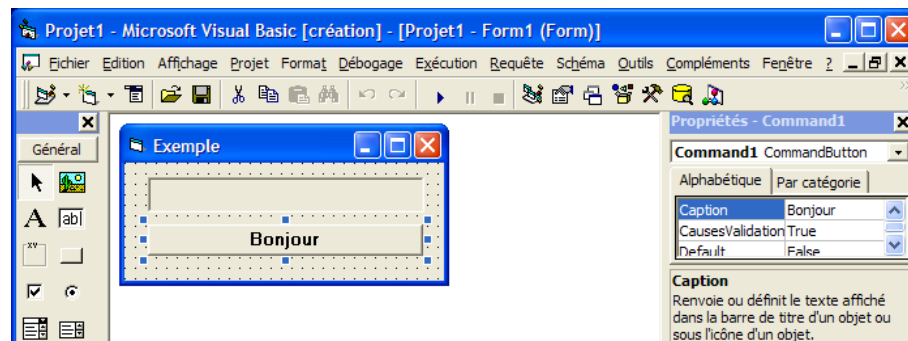 Projet1 - Microsoft Visual Basic [création] - [Projet1 - Form1 (Form)]
Fichier Edition Affichage Projet Format Débogage Exécution Requête Schéma Outils Compléments Fenêtre ?
Général
A ab|
xy
Exemple
Bonjour
Propriétés - Command1
Command1 CommandButton
Alphabétique Par catégorie
Caption Bonjour
CausesValidation True
Default False
Caption
Renvoie ou définit le texte affiché
dans la barre de titre d'un objet ou
sous l'icône d'un objet.